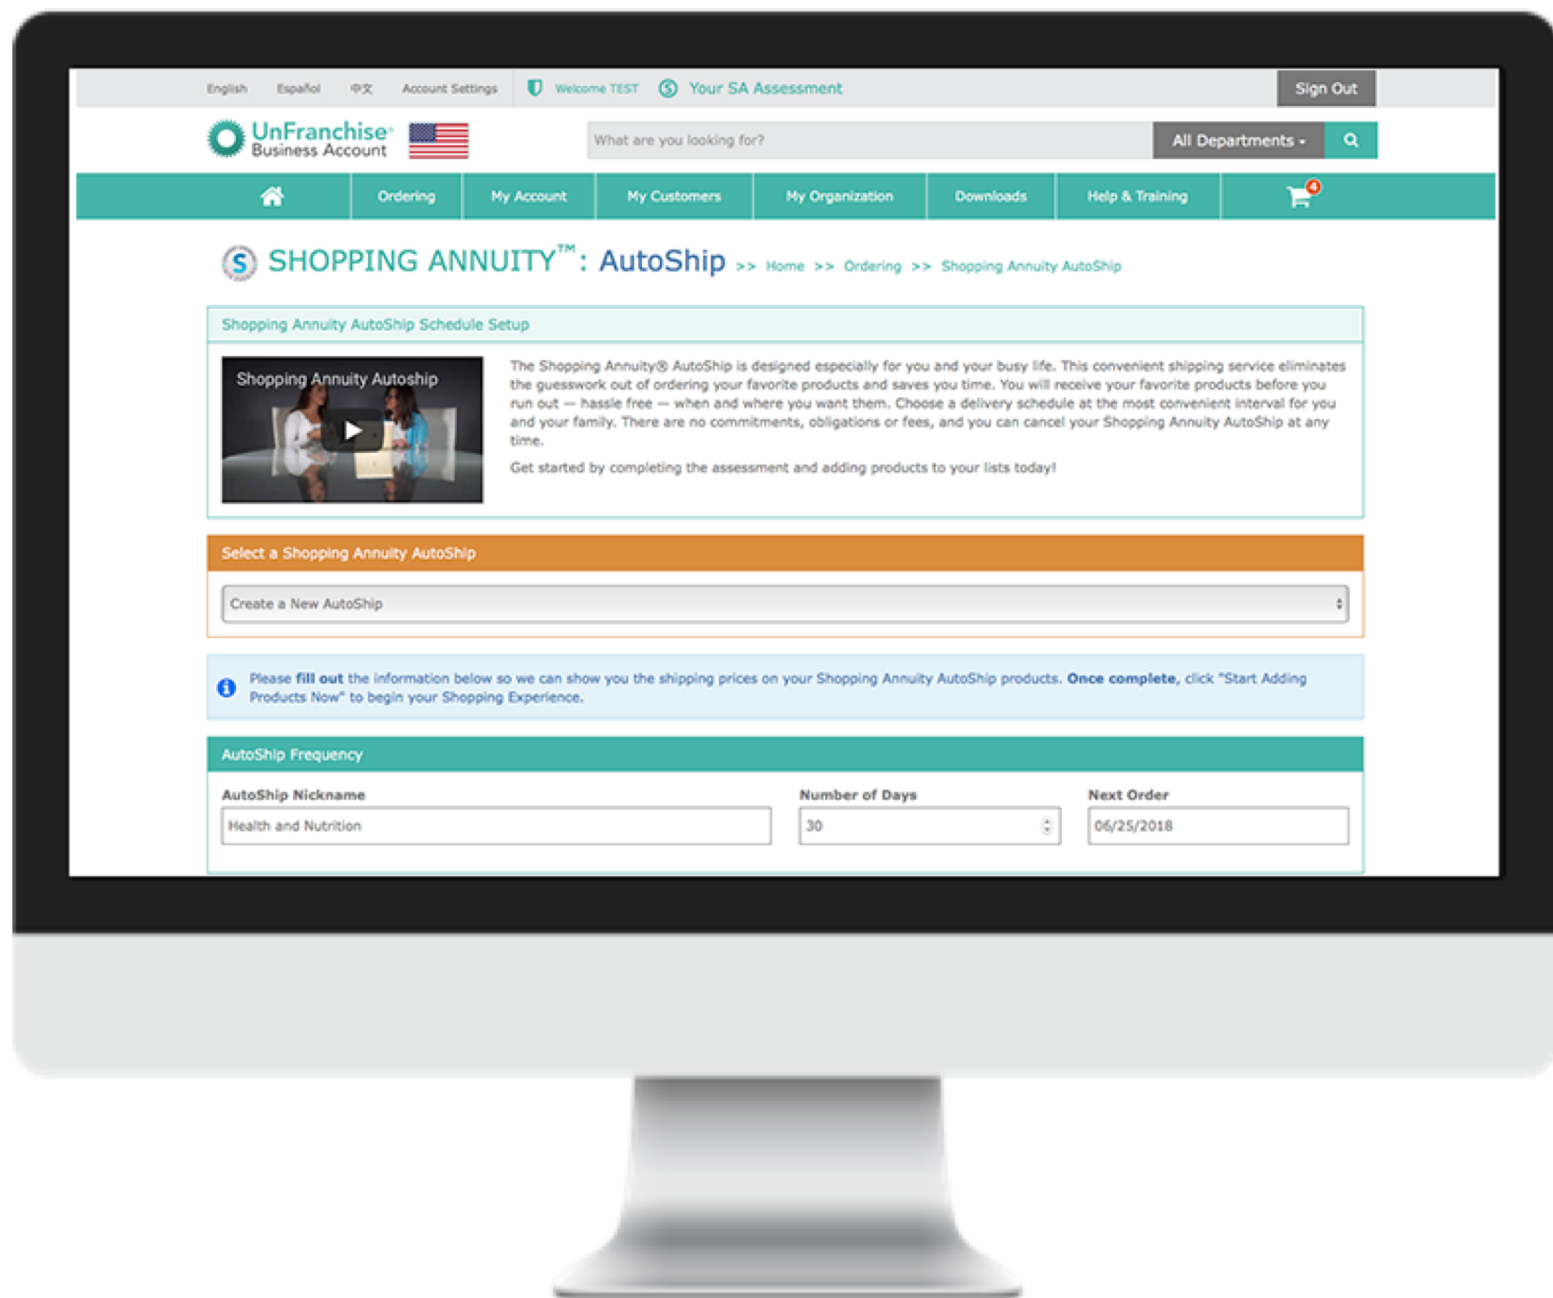 English Español 中文 Account Settings Welcome TEST Your SA Assessment Sign Out
UnFranchise®
Business Account
What are you looking for? All Departments
Ordering My Account My Customers My Organization Downloads Help & Training 4
SHOPPING ANNUITY™: AutoShip >> Home >> Ordering >> Shopping Annuity AutoShip
Shopping Annuity AutoShip Schedule Setup
Shopping Annuity Autoship
The Shopping Annuity® AutoShip is designed especially for you and your busy life. This convenient shipping service eliminates
the guesswork out of ordering your favorite products and saves you time. You will receive your favorite products before you
run out — hassle free — when and where you want them. Choose a delivery schedule at the most convenient interval for you
and your family. There are no commitments, obligations or fees, and you can cancel your Shopping Annuity AutoShip at any
time.
Get started by completing the assessment and adding products to your lists today!
Select a Shopping Annuity AutoShip
Create a New AutoShip
Please fill out the information below so we can show you the shipping prices on your Shopping Annuity AutoShip products. Once complete, click "Start Adding
Products Now" to begin your Shopping Experience.
AutoShip Frequency
AutoShip Nickname Number of Days Next Order
Health and Nutrition 30 06/25/2018